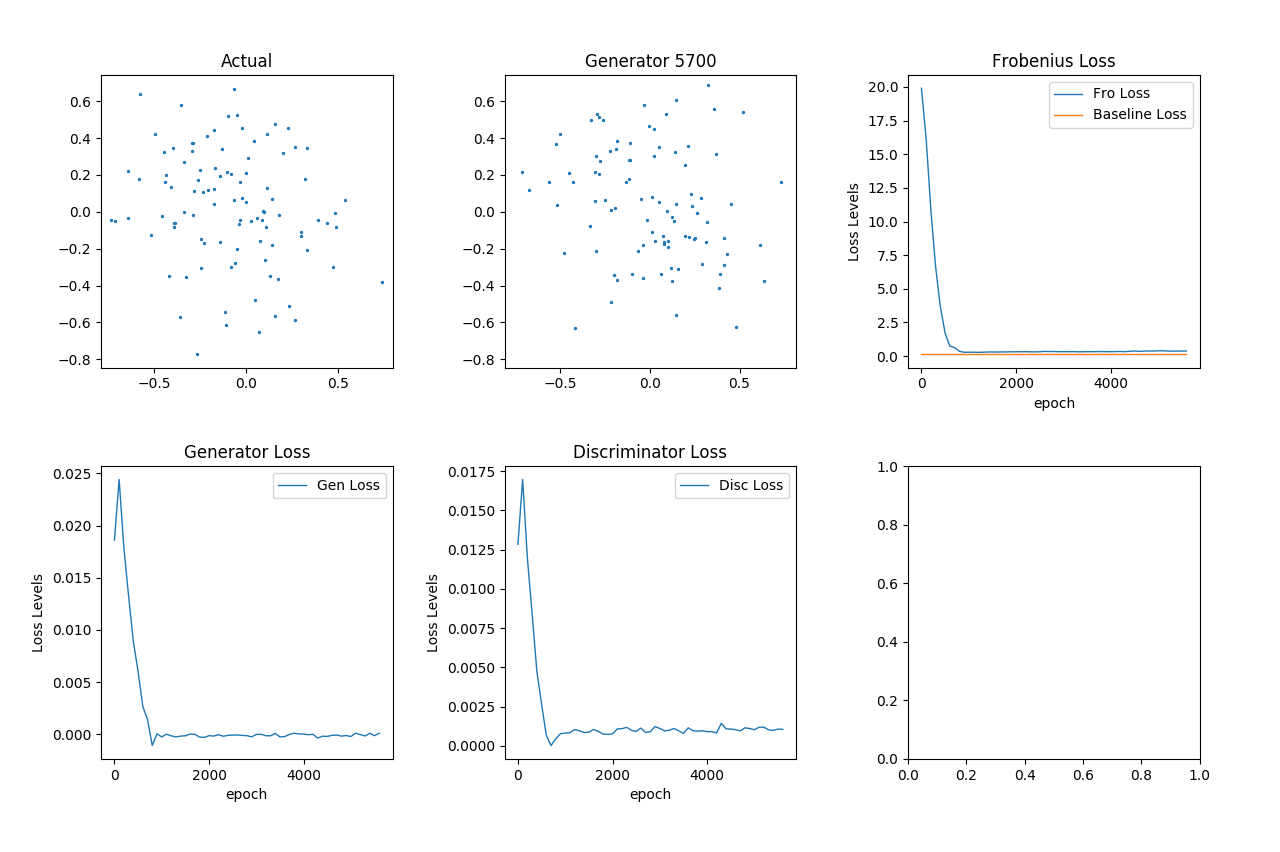 Actual
0.6
0.4
0.2
0.0
−0.2
−0.4
−0.6
−0.8
−0.5 0.0 0.5
Generator 5700
0.6
0.4
0.2
0.0
−0.2
−0.4
−0.6
−0.8
−0.5 0.0 0.5
Frobenius Loss
Fro Loss
Baseline Loss
Loss Levels
20.0
17.5
15.0
12.5
10.0
7.5
5.0
2.5
0.0
0 2000 4000
epoch
Generator Loss
Gen Loss
Loss Levels
0.025
0.020
0.015
0.010
0.005
0.000
0 2000 4000
epoch
Discriminator Loss
Disc Loss
Loss Levels
0.0175
0.0150
0.0125
0.0100
0.0075
0.0050
0.0025
0.0000
0 2000 4000
epoch
1.0
0.8
0.6
0.4
0.2
0.0
0.0 0.2 0.4 0.6 0.8 1.0